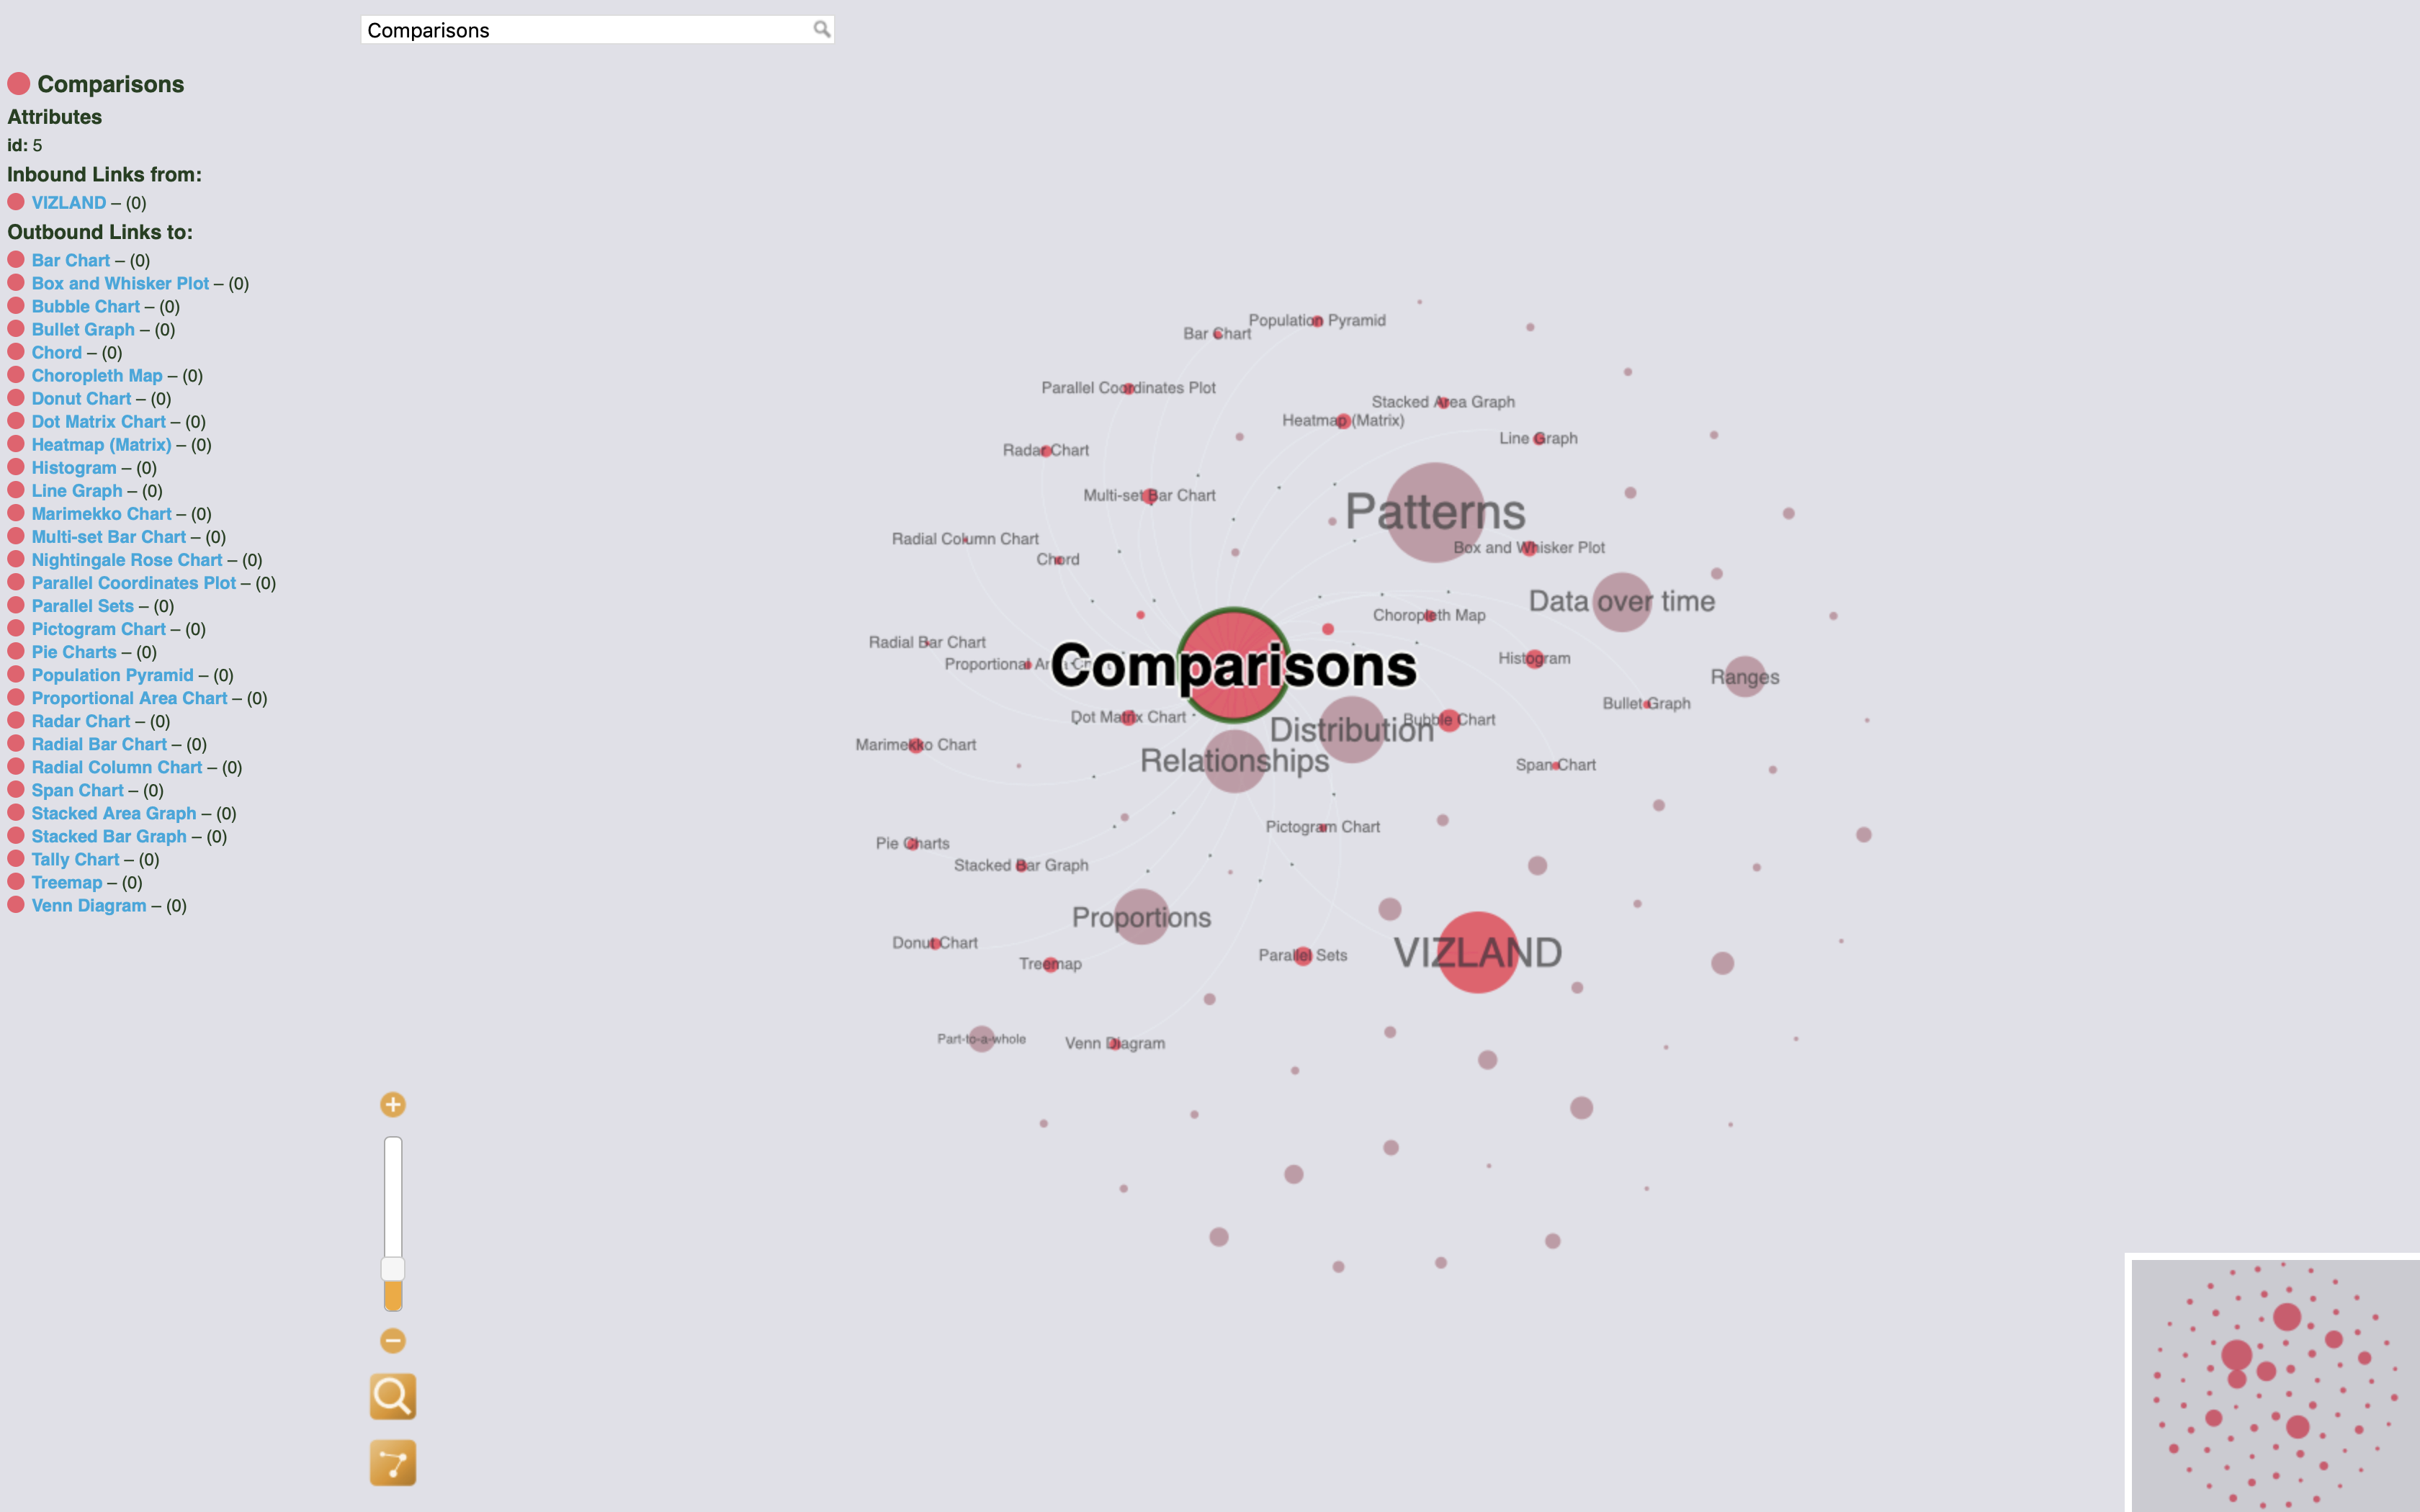 Comparisons
Comparisons
Attributes
id: 5
Inbound Links from:
VIZLAND – (0)
Outbound Links to:
Bar Chart – (0)
Box and Whisker Plot – (0)
Bubble Chart – (0)
Bullet Graph – (0)
Chord – (0)
Choropleth Map – (0)
Donut Chart – (0)
Dot Matrix Chart – (0)
Heatmap (Matrix) – (0)
Histogram – (0)
Line Graph – (0)
Marimekko Chart – (0)
Multi-set Bar Chart – (0)
Nightingale Rose Chart – (0)
Parallel Coordinates Plot – (0)
Parallel Sets – (0)
Pictogram Chart – (0)
Pie Charts – (0)
Population Pyramid – (0)
Proportional Area Chart – (0)
Radar Chart – (0)
Radial Bar Chart – (0)
Radial Column Chart – (0)
Span Chart – (0)
Stacked Area Graph – (0)
Stacked Bar Graph – (0)
Tally Chart – (0)
Treemap – (0)
Venn Diagram – (0)
Population Pyramid
Bar Chart
Parallel Coordinates Plot
Stacked Area Graph
Heatmap (Matrix)
Line Graph
Radar Chart
Multi-set Bar Chart
Patterns
Radial Column Chart
Box and Whisker Plot
Chord
Data over time
Choropleth Map
Radial Bar Chart
Histogram
Proportional Area
Comparisons
Ranges
Bullet Graph
Dot Matrix Chart
Bubble Chart
Distribution
Marimekko Chart
Relationships
Span Chart
Pictogram Chart
Pie Charts
Stacked Bar Graph
Proportions
Donut Chart
VIZLAND
Parallel Sets
Treemap
Part-to-a-whole
Venn Diagram